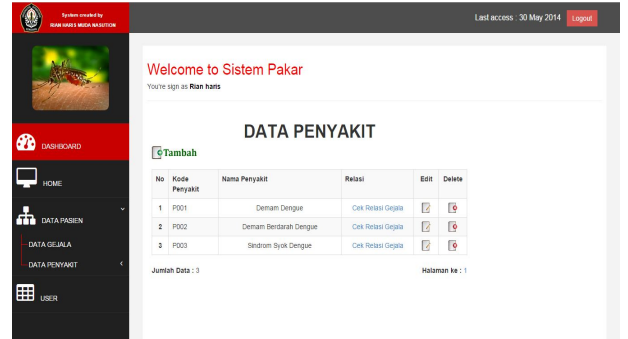 System created by
RIAN HARIS MUDA NASUTION
Last access : 30 May 2014 Logout
Welcome to Sistem Pakar
You're sign as Rian haris
DASHBOARD
HOME
DATA PASIEN
DATA GEJALA
DATA PENYAKIT
USER
DATA PENYAKIT
Tambah
No Kode Penyakit Nama Penyakit Relasi Edit Delete
1 P001 Demam Dengue Cek Relasi Gejala
2 P002 Demam Berdarah Dengue Cek Relasi Gejala
3 P003 Sindrom Syok Dengue Cek Relasi Gejala
Jumlah Data : 3 Halaman ke : 1